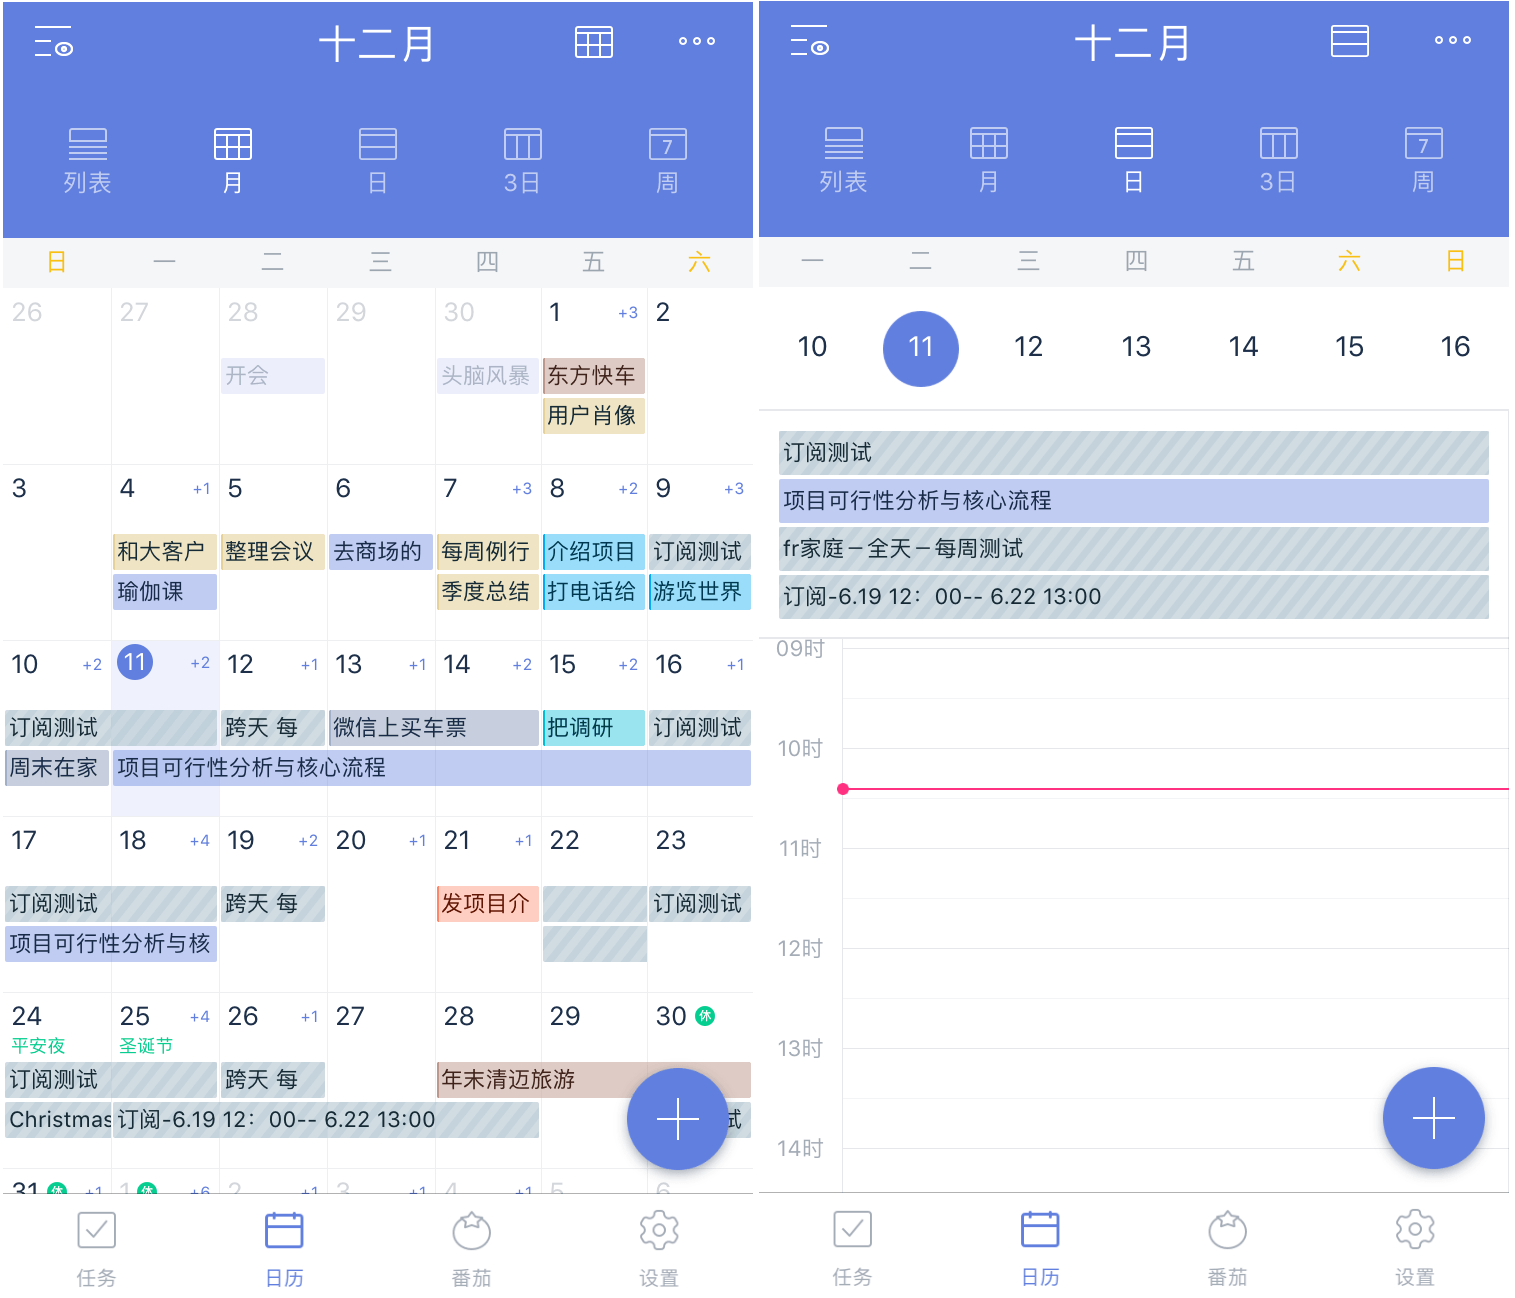 十二月
列表 月 日 3日 7 周
日 一 二 三 四 五 六
26 27 28 29 30 1 +3 2
开会 头脑风暴 东方快车
用户肖像
3 4 +1 5 6 7 +3 8 +2 9 +3
和大客户 整理会议 去商场的 每周例行 介绍项目 订阅测试
瑜伽课 季度总结 打电话给 游览世界
10 +2 11 +2 12 +1 13 +1 14 +2 15 +2 16 +1
订阅测试 跨天 每 微信上买车票 把调研 订阅测试
周末在家 项目可行性分析与核心流程
17 18 +4 19 +2 20 +1 21 +1 22 23
订阅测试 跨天 每 发项目介 订阅测试
项目可行性分析与核
24 25 +4 26 +1 27 28 29 30 休
平安夜 圣诞节
订阅测试 跨天 每 年末清迈旅游
Christmas 订阅-6.19 12：00-- 6.22 13:00 试
31 休 +1 1 休 +6 2 +1 3 +1 4 +1 5 6
任务 日历 番茄 设置
十二月
列表 月 日 3日 7 周
一 二 三 四 五 六 日
10 11 12 13 14 15 16
订阅测试
项目可行性分析与核心流程
fr家庭－全天－每周测试
订阅-6.19 12：00-- 6.22 13:00
09时
10时
11时
12时
13时
14时
任务 日历 番茄 设置